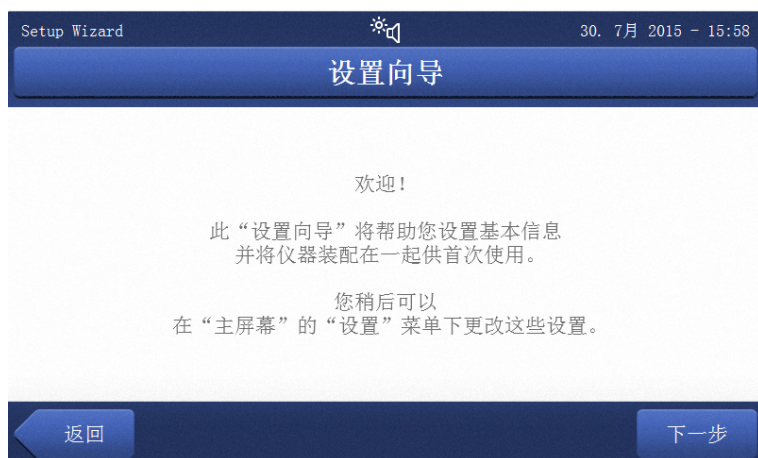 Setup Wizard 30. 7月 2015 - 15:58
设置向导
欢迎!
此“设置向导”将帮助您设置基本信息
并将仪器装配在一起供首次使用。
您稍后可以
在“主屏幕”的“设置”菜单下更改这些设置。
返回 下一步